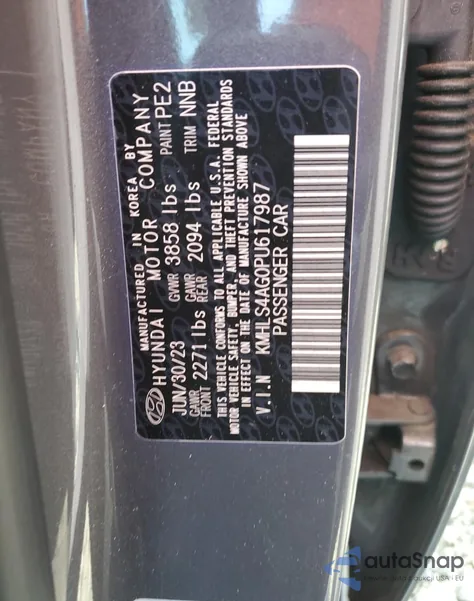 MANUFACTURED IN KOREA BY
HYUNDAI MOTOR COMPANY
JUN/30/23 GVWR 3858 lbs PAINT PE2
GAWR FRONT 2271 lbs GAWR REAR 2094 lbs TRIM NNB
THIS VEHICLE CONFORMS TO ALL APPLICABLE U.S.A. FEDERAL
MOTOR VEHICLE SAFETY, BUMPER, AND THEFT PREVENTION STANDARDS
IN EFFECT ON THE DATE OF MANUFACTURE SHOWN ABOVE
V.I.N KMHLS4AG0PU617987
PASSENGER CAR
autaSnap